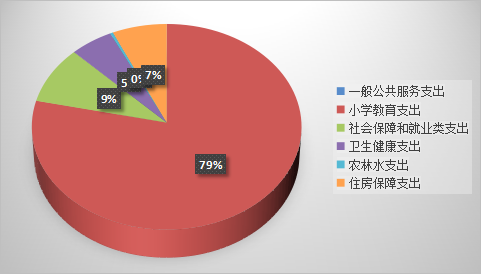 7%
0%
5
9%
79%
一般公共服务支出
小学教育支出
社会保障和就业类支出
卫生健康支出
农林水支出
住房保障支出